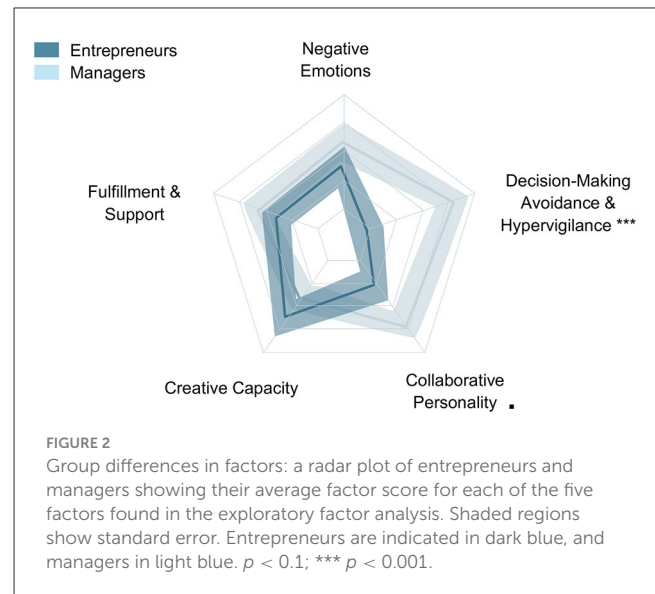 Entrepreneurs
Managers
Negative
Emotions
Fulfillment &
Support
Decision-Making
Avoidance &
Hypervigilance ***
Creative Capacity
Collaborative
Personality .
FIGURE 2
Group differences in factors: a radar plot of entrepreneurs and
managers showing their average factor score for each of the five
factors found in the exploratory factor analysis. Shaded regions
show standard error. Entrepreneurs are indicated in dark blue, and
managers in light blue. p < 0.1; *** p < 0.001.